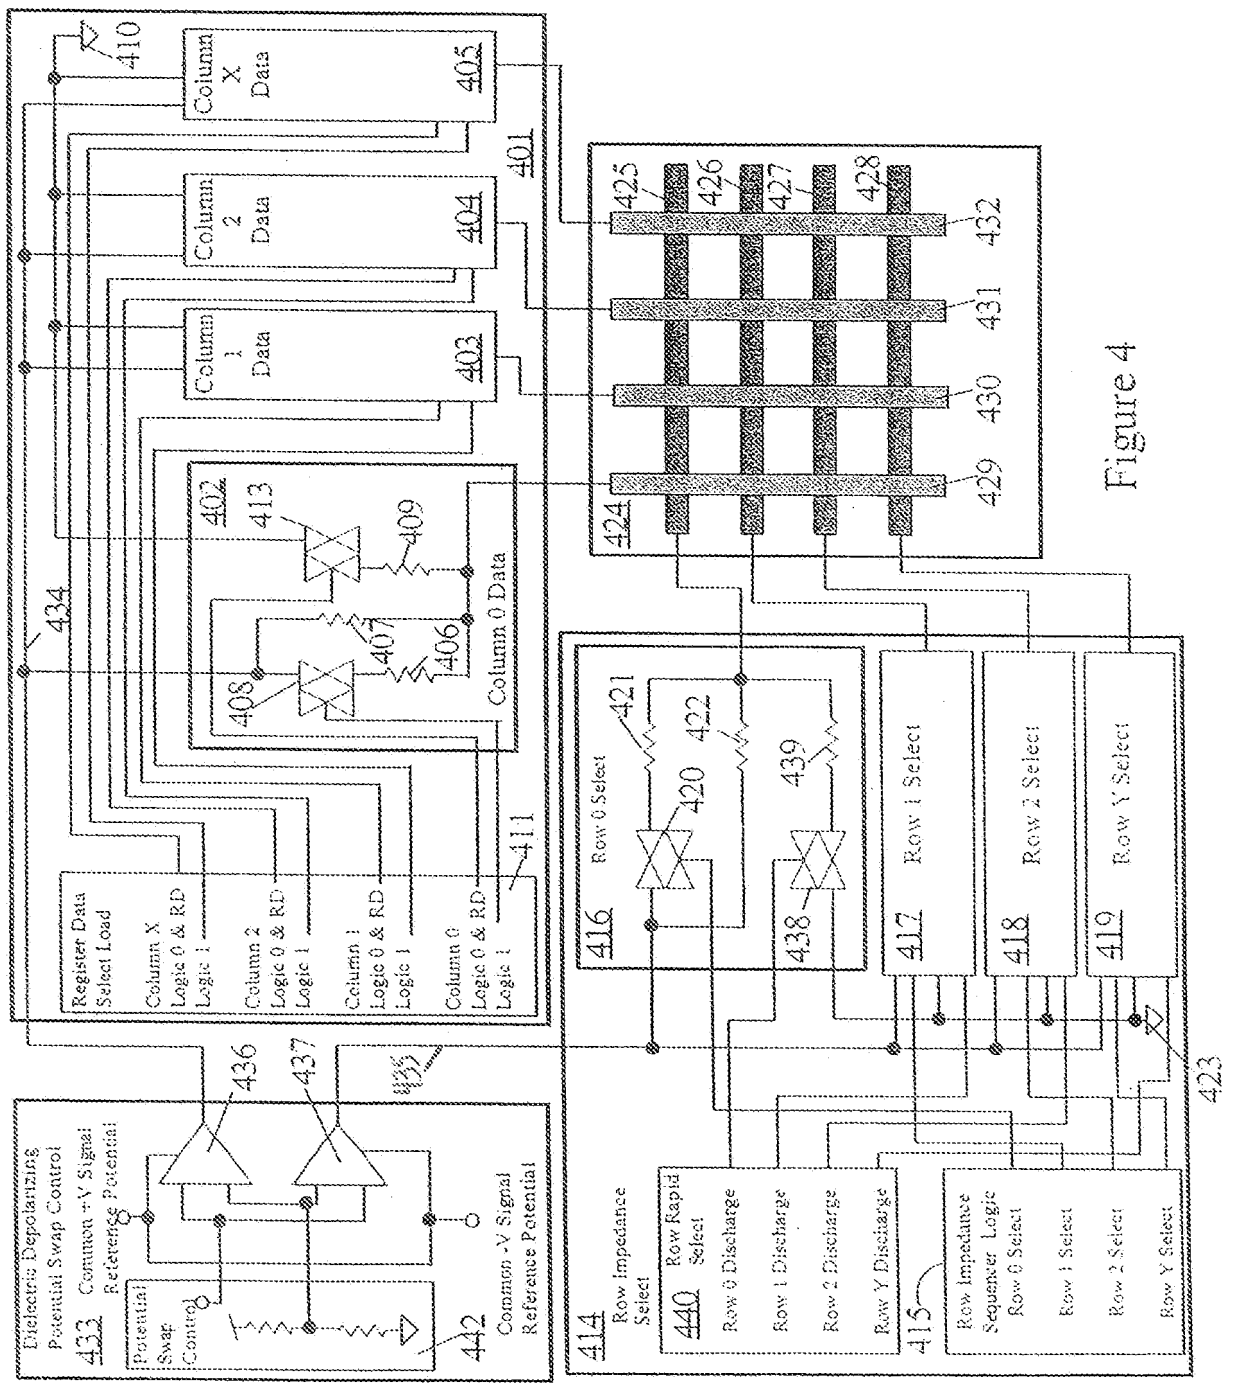 Dielectric Depolarizing
Potential Swap Control
433
Common +V Signal
Reference Potential
Potential
Swap
Control
442
Common -V Signal
Reference Potential
436
437
435
434
Register Data
Select Load
Column X
Logic 0 & RD
Logic 1
Column 2
Logic 0 & RD
Logic 1
Column 1
Logic 0 & RD
Logic 1
Column 0
Logic 0 & RD
Logic 1
411
402
413
408
409
407
406
Column 0 Data
Column
1
Data
403
Column
2
Data
404
Column
X
Data
405
401
410
414
Row Impedance
Select
440
Row Rapid
Select
Row 0 Discharge
Row 1 Discharge
Row 2 Discharge
Row Y Discharge
415
Row Impedance
Sequencer Logic
Row 0 Select
Row 1 Select
Row 2 Select
Row Y Select
416
Row 0 Select
420
421
422
438
439
417
Row 1 Select
418
Row 2 Select
419
Row Y Select
423
424
425
426
427
428
429
430
431
432
Figure 4